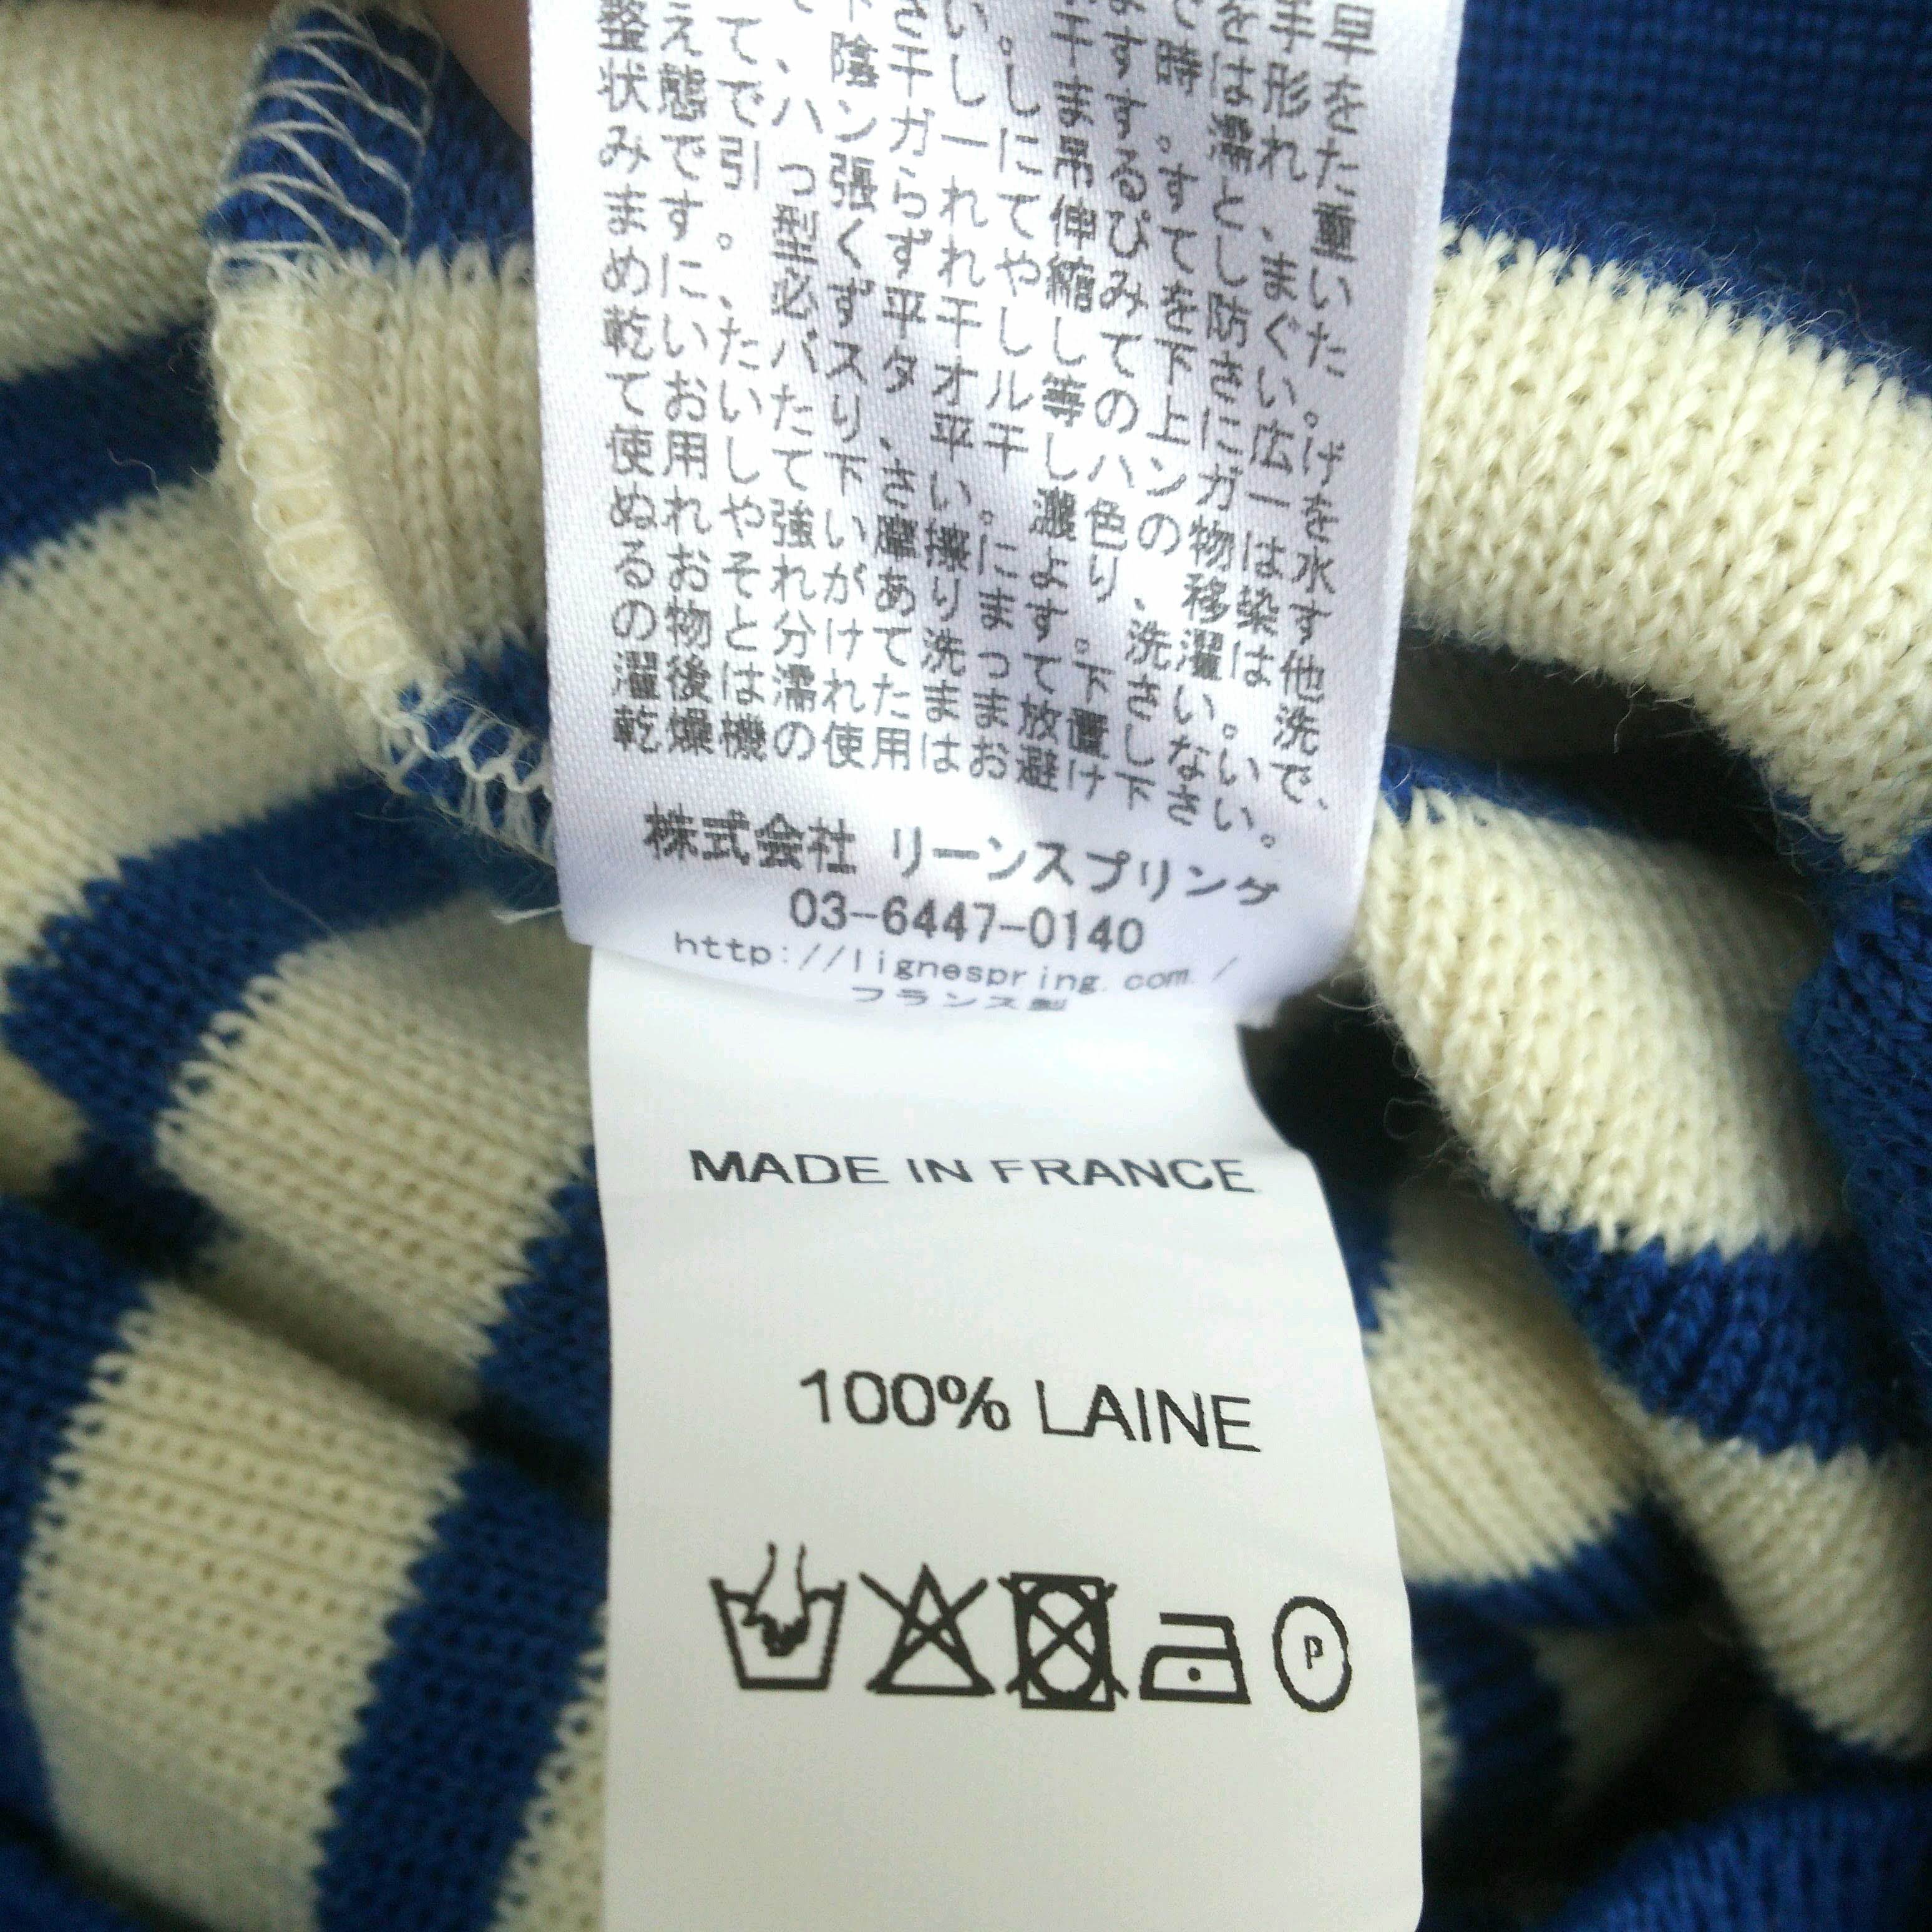 さい。干す時は形を
整えて、陰干しします。濡れた
状態でハンガーに吊るすと、重
みで引っ張られて伸びてしまい
ます。型くずれや縮みを防ぐた
めに、必ず平干しして下さい。
乾いたバスタオル等の上に広げ
ておいたり、平干しハンガーを
使用して下さい。濃色の物は水
ぬれや強い摩擦により、移染す
るおそれがあります。洗濯は他
の物とは分けて洗って下さい。洗
濯後は濡れたまま放置しないで、
乾燥機の使用はお避け下さい。
株式会社 リーンスプリング
03-6447-0140
http://lignespring.com/
フランス製
MADE IN FRANCE
100% LAINE
P